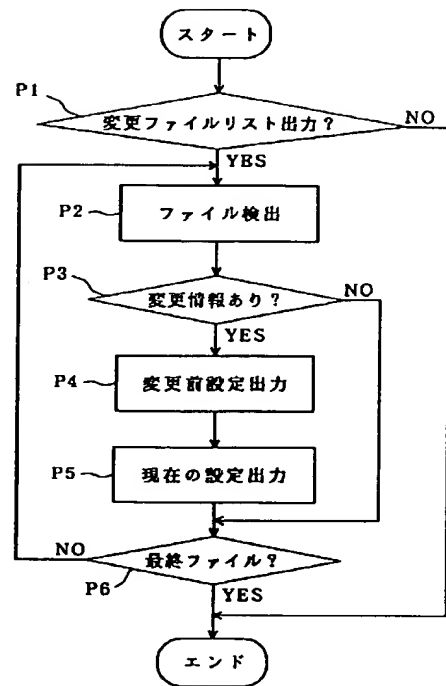 スタート
P1
変更ファイルリスト出力？
NO
YES
P2
ファイル検出
P3
変更情報あり？
NO
YES
P4
変更前設定出力
P5
現在の設定出力
NO
最終ファイル？
P6
YES
エンド